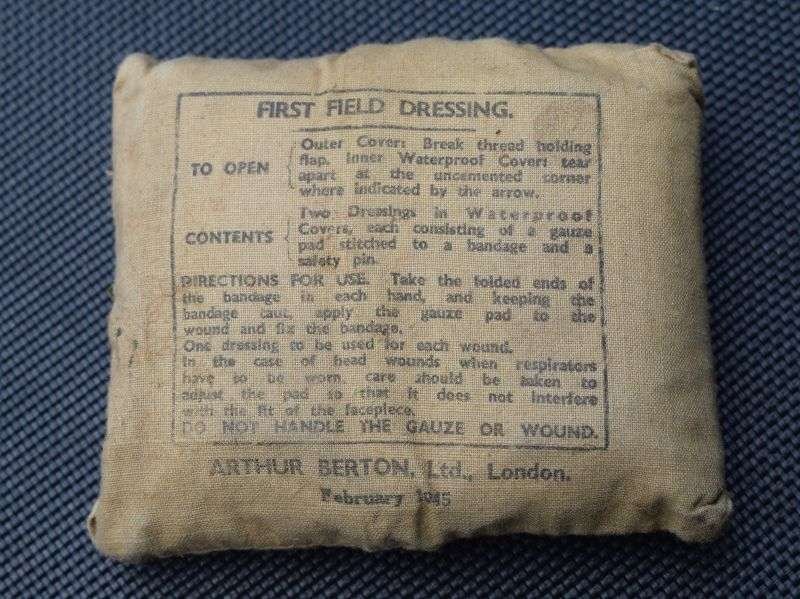 FIRST FIELD DRESSING.
TO OPEN
Outer Cover: Break thread holding
flap. Inner Waterproof Cover: tear
apart at the uncemented corner
where indicated by the arrow.
CONTENTS
Two Dressings in Waterproof
Covers, each consisting of a gauze
pad stitched to a bandage and a
safety pin.
DIRECTIONS FOR USE. Take the folded ends of
the bandage in each hand, and keeping the
bandage taut, apply the gauze pad to the
wound and fix the bandage.
One dressing to be used for each wound.
In the case of head wounds when respirators
have to be worn, care should be taken to
adjust the pad so that it does not interfere
with the fit of the facepiece.
DO NOT HANDLE THE GAUZE OR WOUND.
ARTHUR BERTON, Ltd., London.
February 1945